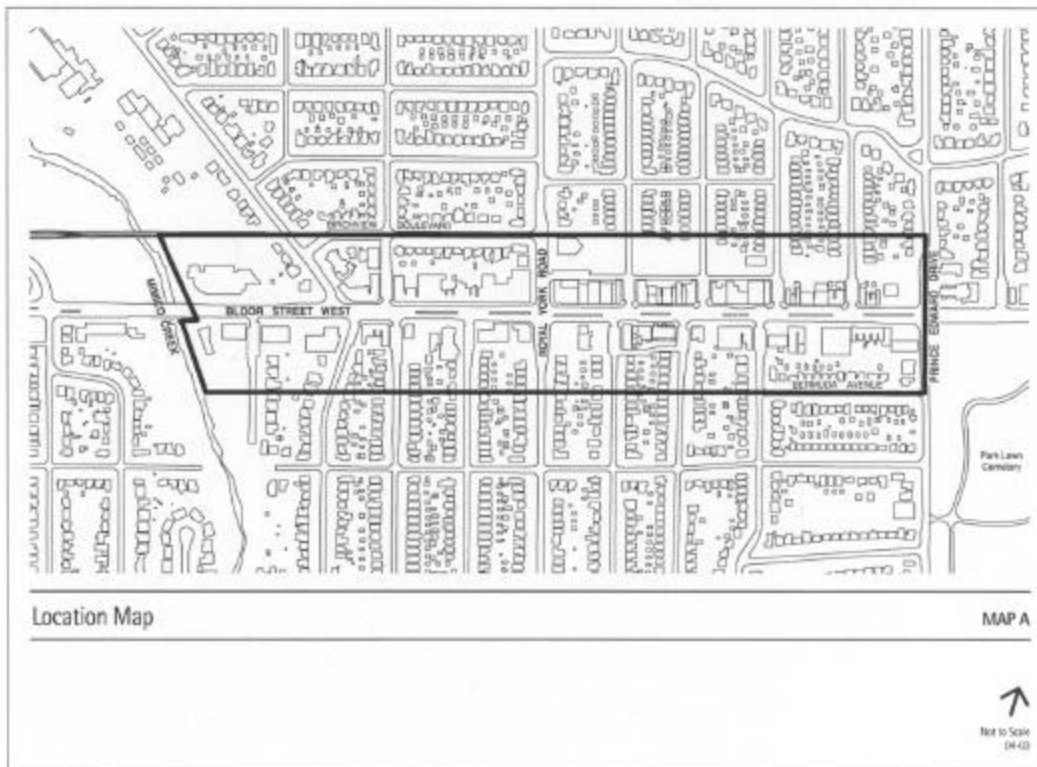 BIRCHVIEW
BOULEVARD
ROYAL YORK ROAD
PRINCE EDWARD DRIVE
MIMICO CREEK
BLOOR STREET WEST
BERMUDA AVENUE
Park Lawn
Cemetery
Location Map
MAP A
Not to Scale